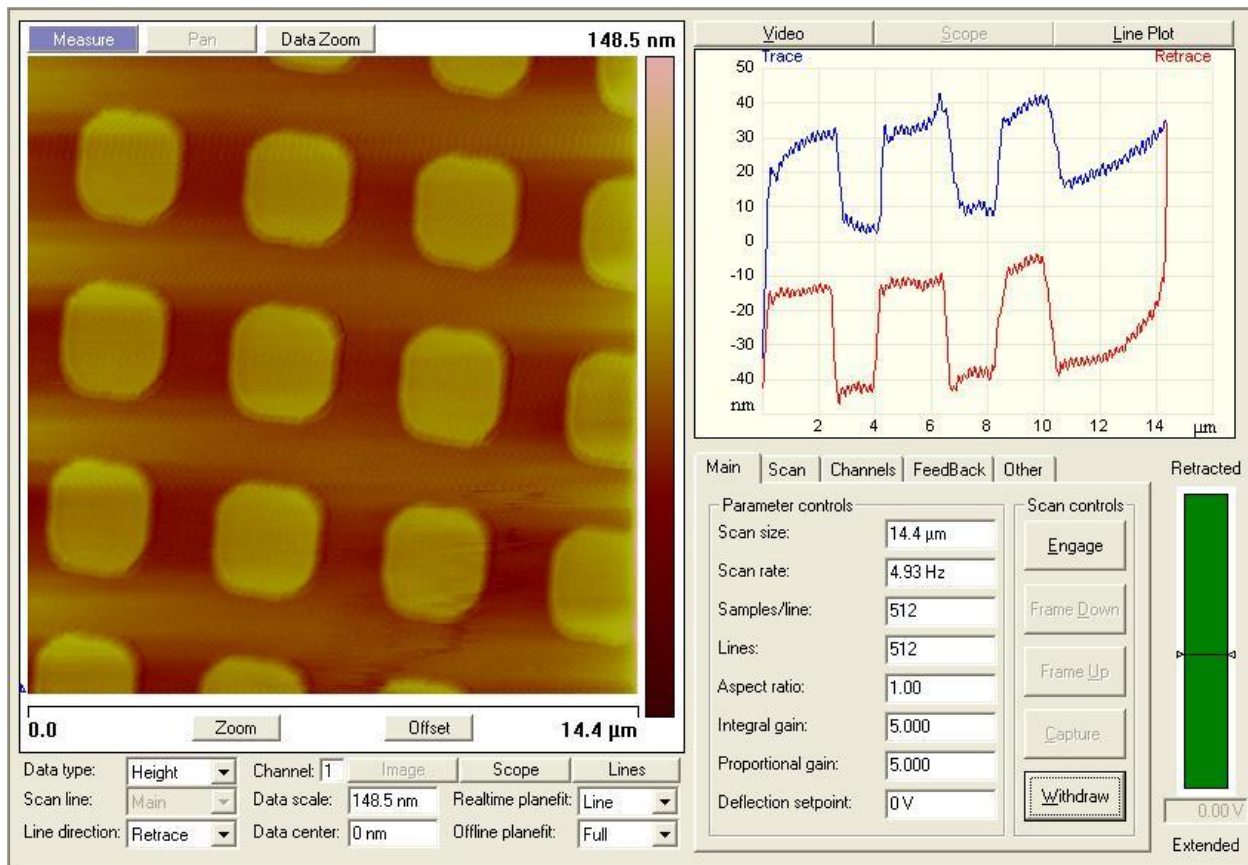 Measure Pan Data Zoom 148.5 nm
0.0 Zoom Offset 14.4 µm
Data type: Height Channel: 1 Image Scope Lines
Scan line: Main Data scale: 148.5 nm Realtime planefit: Line
Line direction: Retrace Data center: 0 nm Offline planefit: Full
Video Scope Line Plot
Trace Retrace
50
40
30
20
10
0
-10
-20
-30
-40
nm
2 4 6 8 10 12 14 µm
Main Scan Channels FeedBack Other
Parameter controls
Scan size: 14.4 µm
Scan rate: 4.93 Hz
Samples/line: 512
Lines: 512
Aspect ratio: 1.00
Integral gain: 5.000
Proportional gain: 5.000
Deflection setpoint: 0 V
Scan controls
Engage
Frame Down
Frame Up
Capture
Withdraw
Retracted
0.00 V
Extended